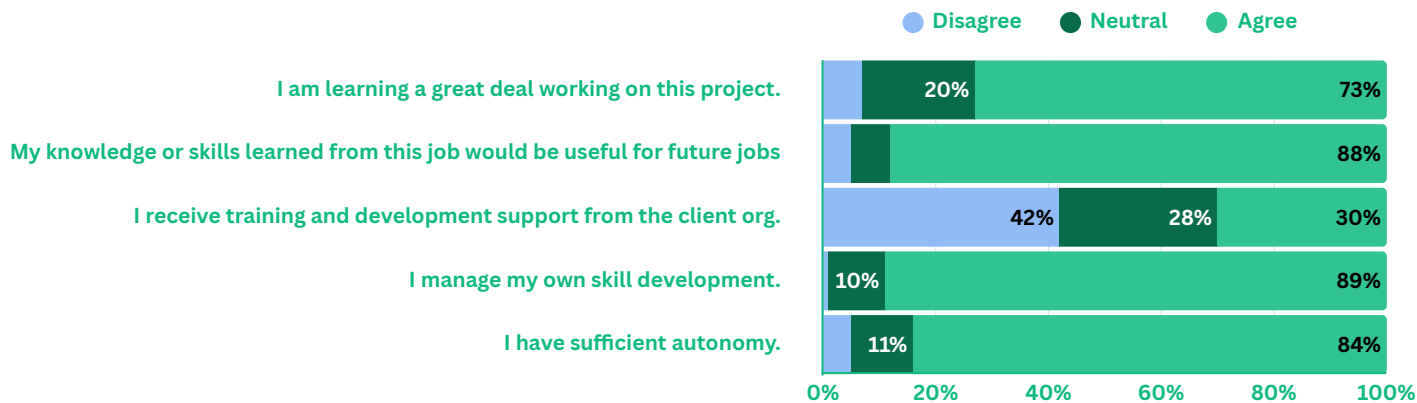 Disagree Neutral Agree
I am learning a great deal working on this project. 20% 73%
My knowledge or skills learned from this job would be useful for future jobs 88%
I receive training and development support from the client org. 42% 28% 30%
I manage my own skill development. 10% 89%
I have sufficient autonomy. 11% 84%
0% 20% 40% 60% 80% 100%